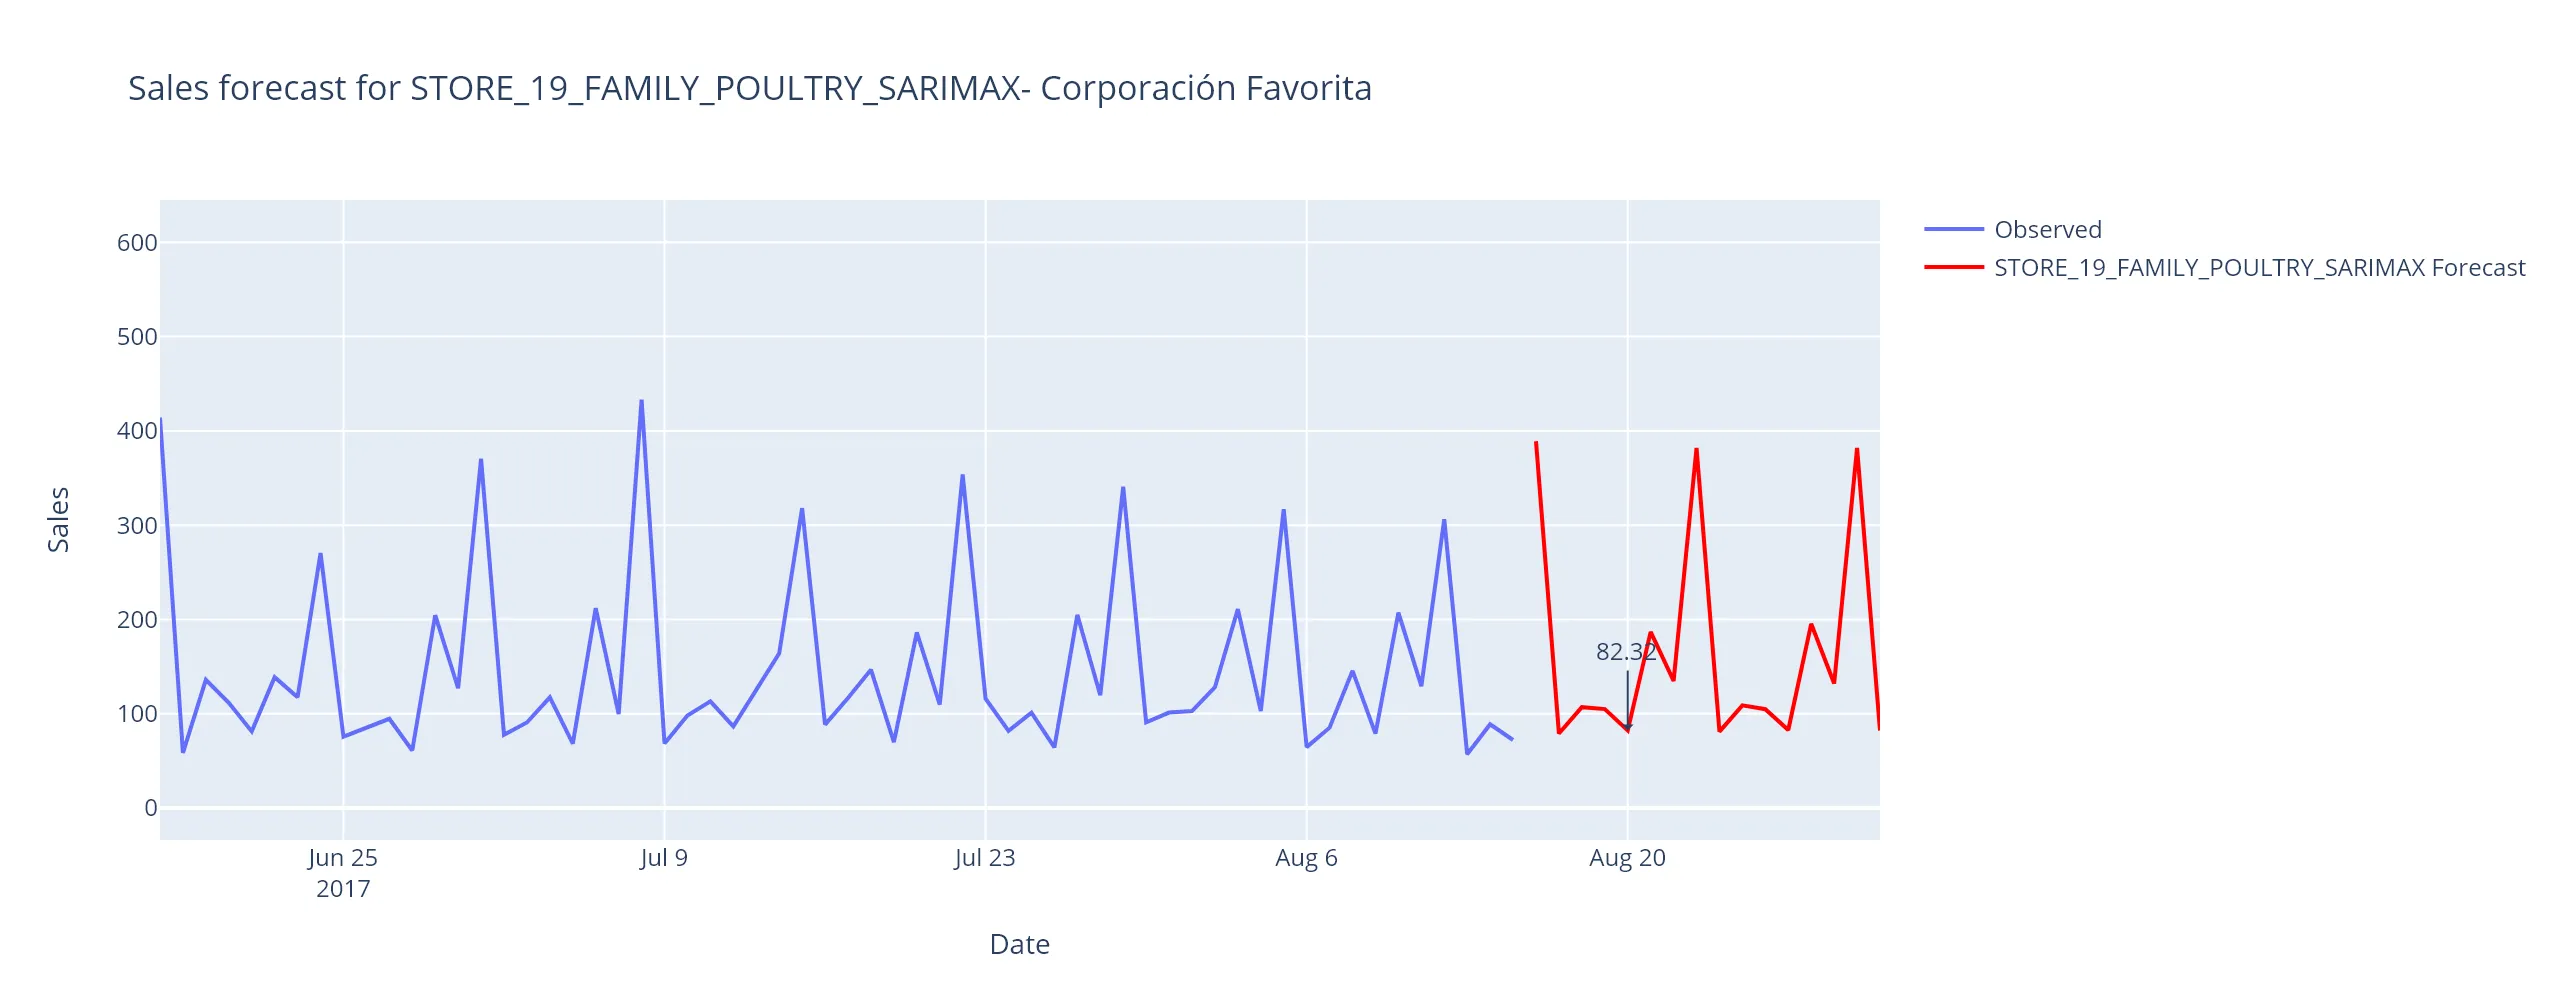 Sales forecast for STORE_19_FAMILY_POULTRY_SARIMAX- Corporación Favorita
Observed
STORE_19_FAMILY_POULTRY_SARIMAX Forecast
600
500
400
300
200
100
0
Sales
82.32
Jun 25
2017
Jul 9
Jul 23
Aug 6
Aug 20
Date